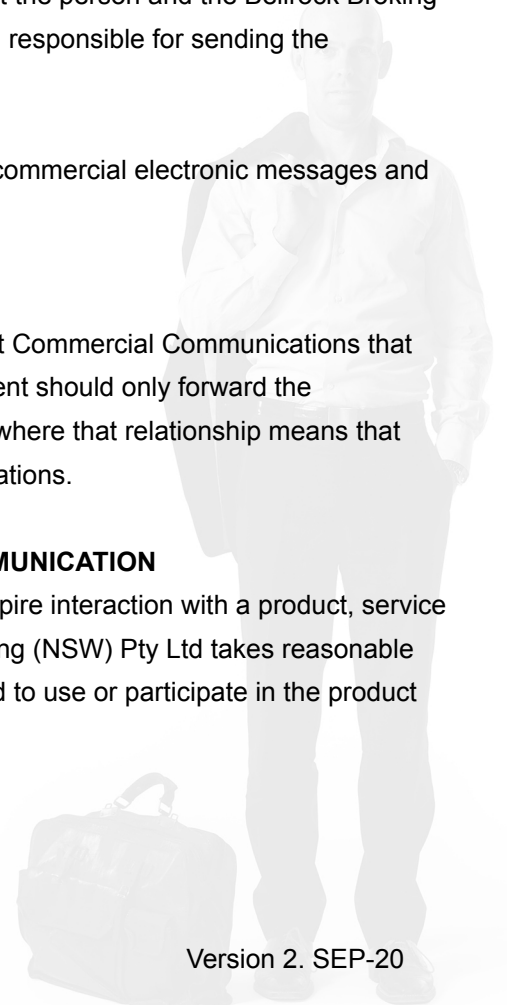 the person and the Bellrock Broking
responsible for sending the
commercial electronic messages and
t Commercial Communications that
ent should only forward the
where that relationship means that
ations.
MUNICATION
pire interaction with a product, service
ng (NSW) Pty Ltd takes reasonable
d to use or participate in the product
Version 2. SEP-20